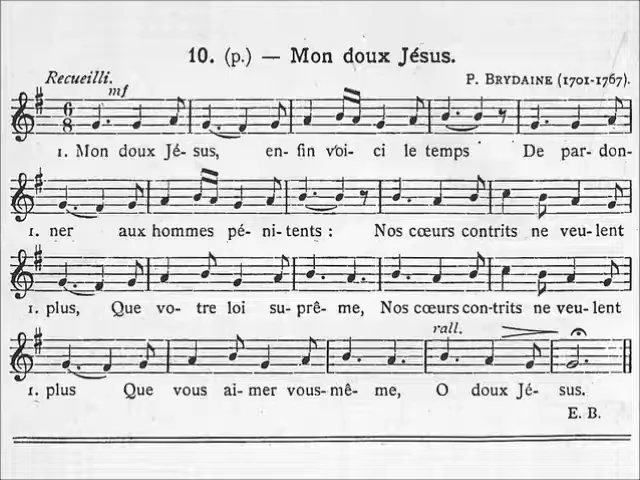 10. (p.) — Mon doux Jésus.
Recueilli.
P. BRYDAINE (1701-1767).
mf
6
8
1. Mon doux Jé- sus, en- fin voi- ci le temps De par- don-
1. ner aux hommes pé- ni- tents : Nos cœurs contrits ne veu- lent
1. plus, Que vo- tre loi su- prê- me, Nos cœurs con- trits ne veu- lent
rall.
1. plus Que vous ai- mer vous- mê- me, O doux Jé- sus.
E. B.